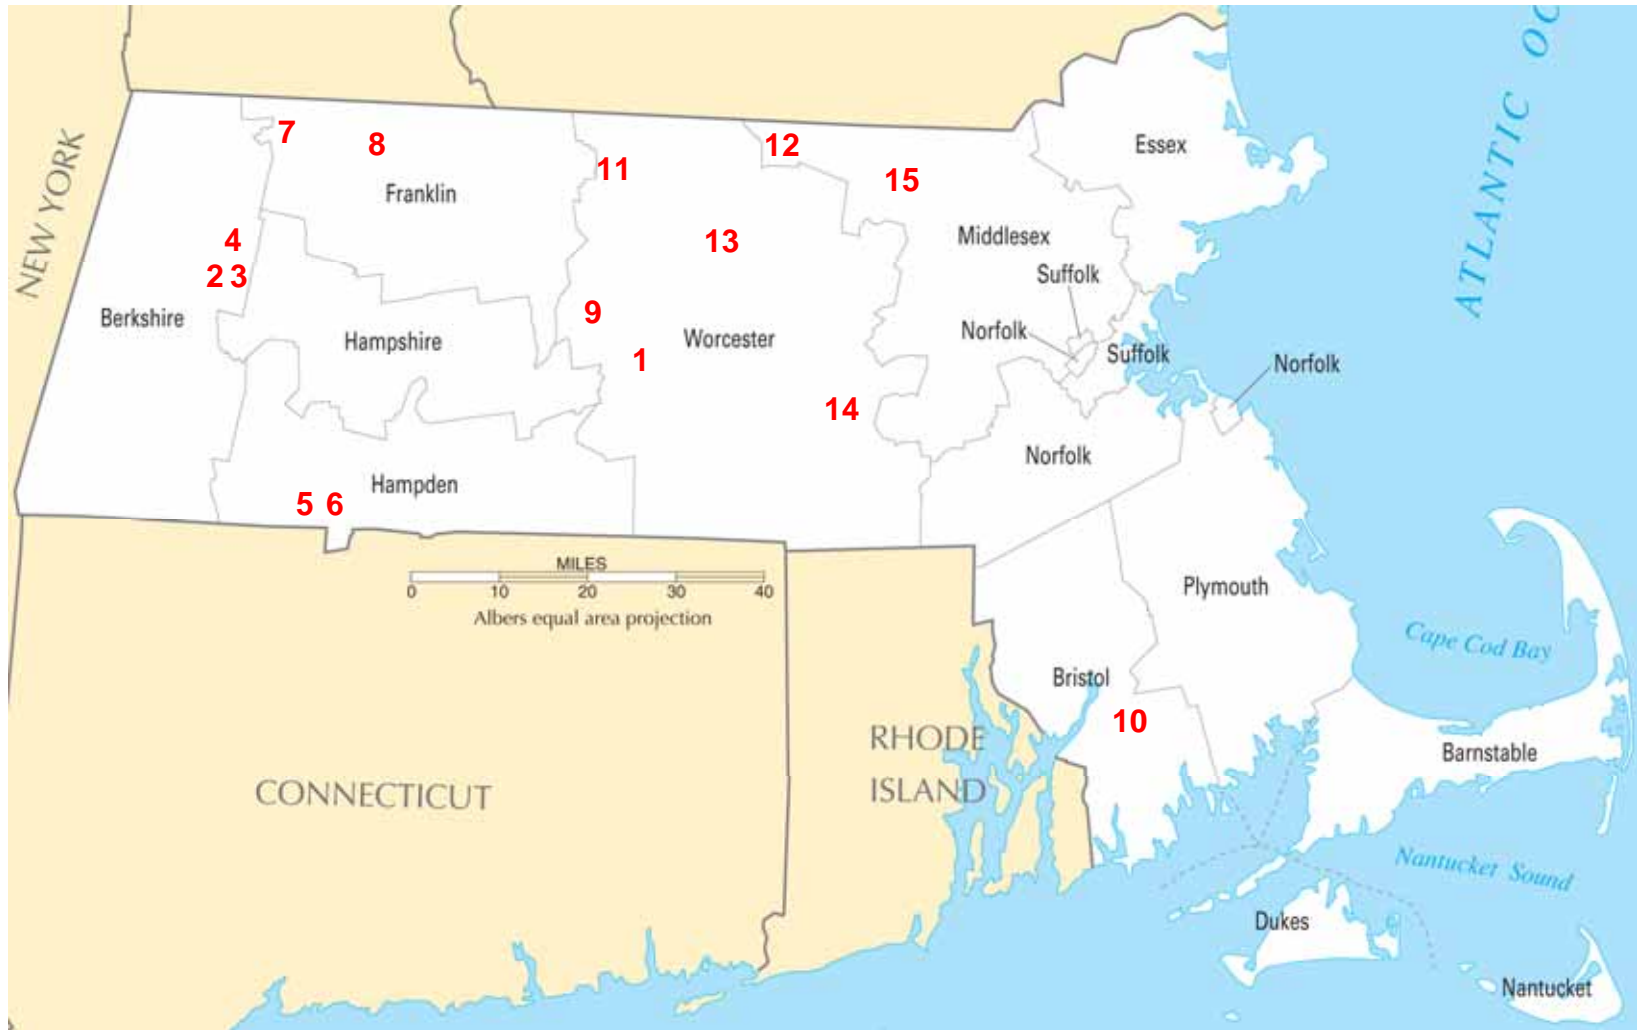 ATLANTIC OC
NEW YORK
7
8
12
Essex
11
15
Franklin
4
13
Middlesex
2 3
Suffolk
9
Berkshire
Norfolk
Hampshire
1
Worcester
Suffolk
Norfolk
14
Norfolk
Hampden
5 6
MILES
0 10 20 30 40
Albers equal area projection
Plymouth
Cape Cod Bay
Bristol
10
RHODE
ISLAND
Barnstable
CONNECTICUT
Nantucket Sound
Dukes
Nantucket